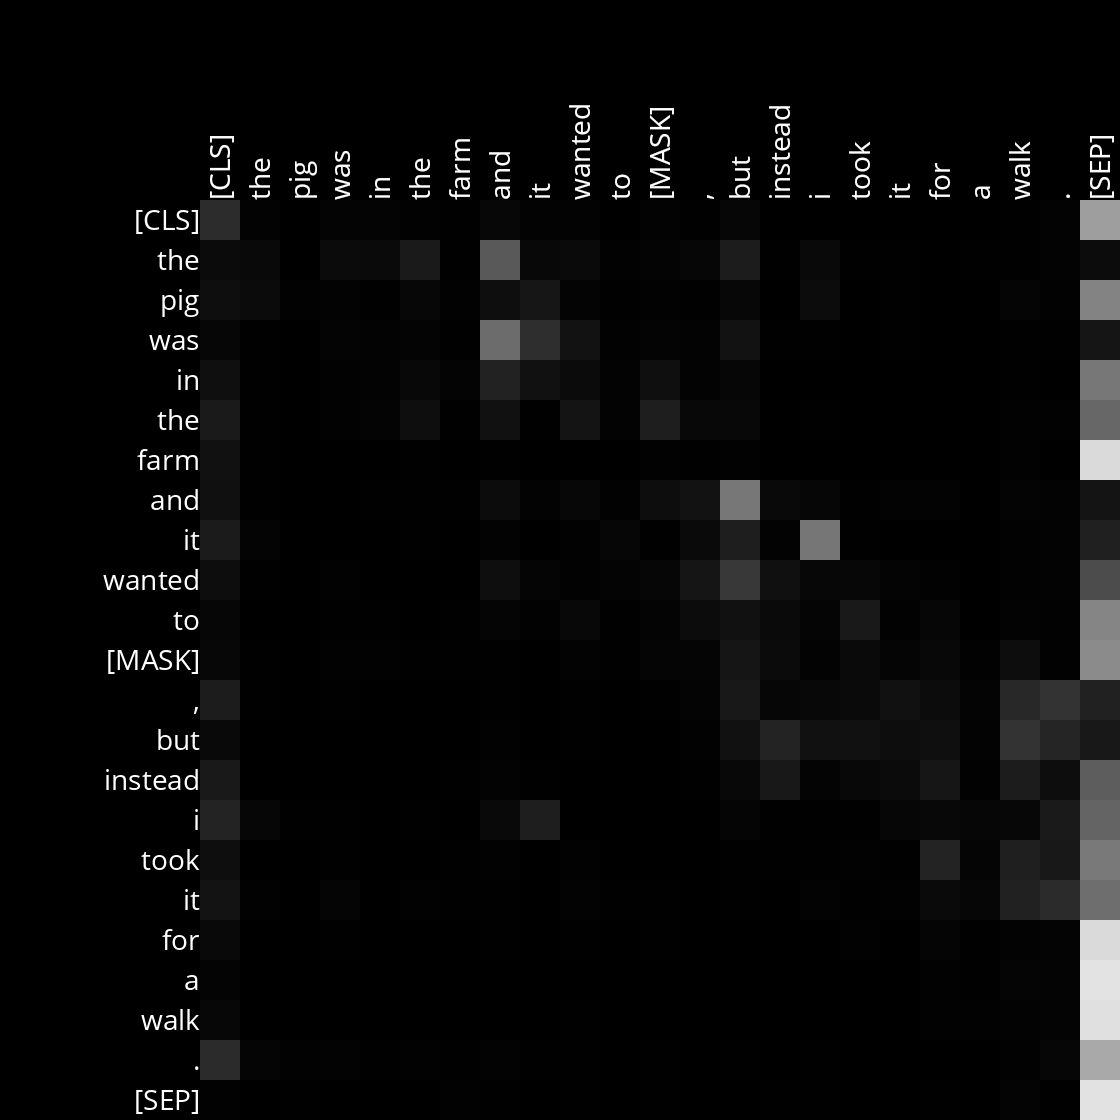 [CLS] the pig was in the farm and it wanted to [MASK] , but instead i took it for a walk . [SEP]
[CLS]
the
pig
was
in
the
farm
and
it
wanted
to
[MASK]
,
but
instead
i
took
it
for
a
walk
.
[SEP]